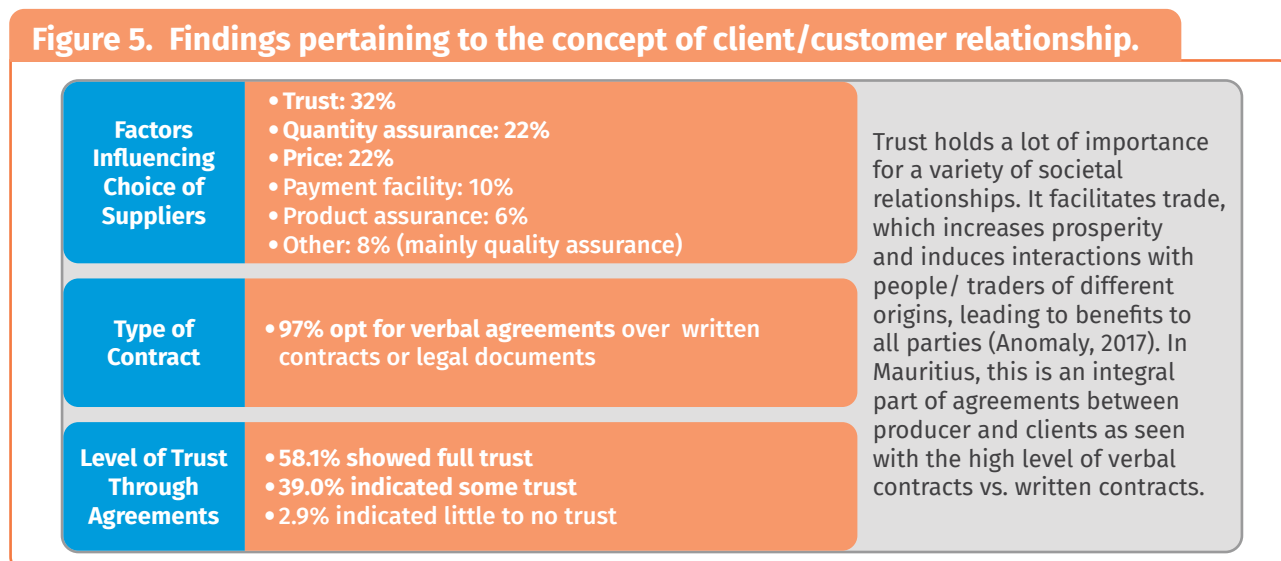 Figure 5. Findings pertaining to the concept of client/customer relationship.
Factors
Influencing
Choice of
Suppliers
• Trust: 32%
• Quantity assurance: 22%
• Price: 22%
• Payment facility: 10%
• Product assurance: 6%
• Other: 8% (mainly quality assurance)
Type of
Contract
• 97% opt for verbal agreements over written
contracts or legal documents
Level of Trust
Through
Agreements
• 58.1% showed full trust
• 39.0% indicated some trust
• 2.9% indicated little to no trust
Trust holds a lot of importance
for a variety of societal
relationships. It facilitates trade,
which increases prosperity
and induces interactions with
people/ traders of different
origins, leading to benefits to
all parties (Anomaly, 2017). In
Mauritius, this is an integral
part of agreements between
producer and clients as seen
with the high level of verbal
contracts vs. written contracts.